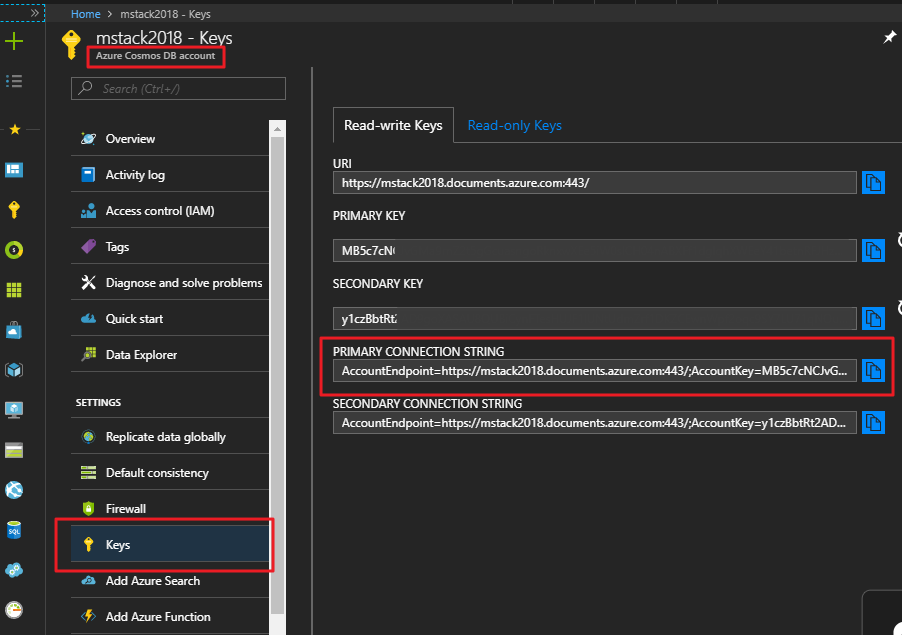 Home > mstack2018 - Keys
mstack2018 - Keys
Azure Cosmos DB account
Search (Ctrl+/)
Overview
Activity log
Access control (IAM)
Tags
Diagnose and solve problems
Quick start
Data Explorer
SETTINGS
Replicate data globally
Default consistency
Firewall
Keys
Add Azure Search
Add Azure Function
Read-write Keys
Read-only Keys
URI
https://mstack2018.documents.azure.com:443/
PRIMARY KEY
MB5c7cN
SECONDARY KEY
y1czBbtRt
PRIMARY CONNECTION STRING
AccountEndpoint=https://mstack2018.documents.azure.com:443/;AccountKey=MB5c7cNCJvG...
SECONDARY CONNECTION STRING
AccountEndpoint=https://mstack2018.documents.azure.com:443/;AccountKey=y1czBbtRt2AD...